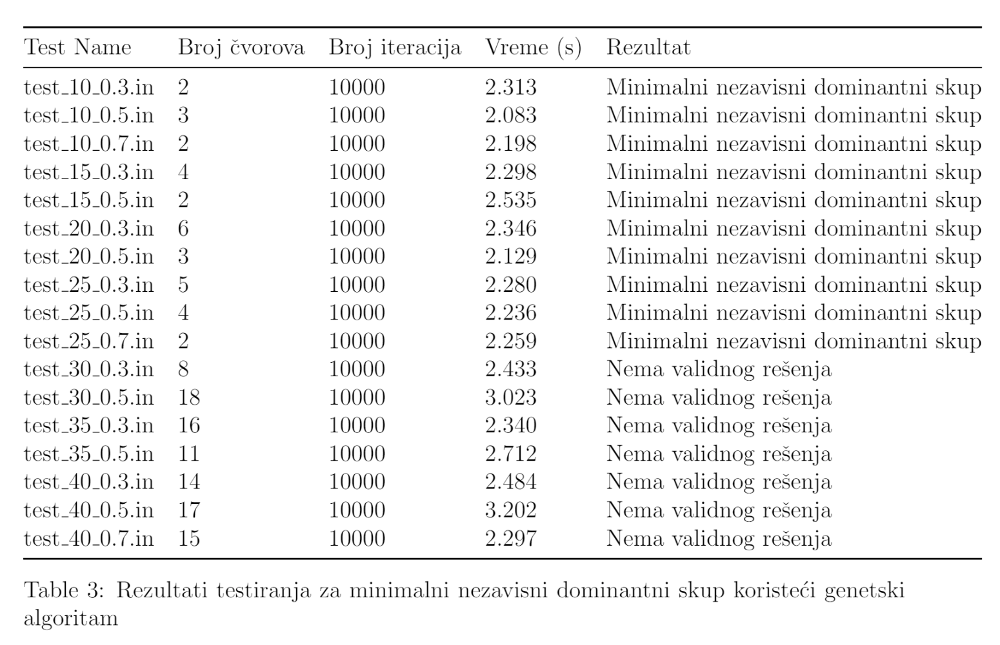 Test Name Broj čvorova Broj iteracija Vreme (s) Rezultat
test_10_0.3.in 2 10000 2.313 Minimalni nezavisni dominantni skup
test_10_0.5.in 3 10000 2.083 Minimalni nezavisni dominantni skup
test_10_0.7.in 2 10000 2.198 Minimalni nezavisni dominantni skup
test_15_0.3.in 4 10000 2.298 Minimalni nezavisni dominantni skup
test_15_0.5.in 2 10000 2.535 Minimalni nezavisni dominantni skup
test_20_0.3.in 6 10000 2.346 Minimalni nezavisni dominantni skup
test_20_0.5.in 3 10000 2.129 Minimalni nezavisni dominantni skup
test_25_0.3.in 5 10000 2.280 Minimalni nezavisni dominantni skup
test_25_0.5.in 4 10000 2.236 Minimalni nezavisni dominantni skup
test_25_0.7.in 2 10000 2.259 Minimalni nezavisni dominantni skup
test_30_0.3.in 8 10000 2.433 Nema validnog rešenja
test_30_0.5.in 18 10000 3.023 Nema validnog rešenja
test_35_0.3.in 16 10000 2.340 Nema validnog rešenja
test_35_0.5.in 11 10000 2.712 Nema validnog rešenja
test_40_0.3.in 14 10000 2.484 Nema validnog rešenja
test_40_0.5.in 17 10000 3.202 Nema validnog rešenja
test_40_0.7.in 15 10000 2.297 Nema validnog rešenja
Table 3: Rezultati testiranja za minimalni nezavisni dominantni skup koristeći genetski
algoritam